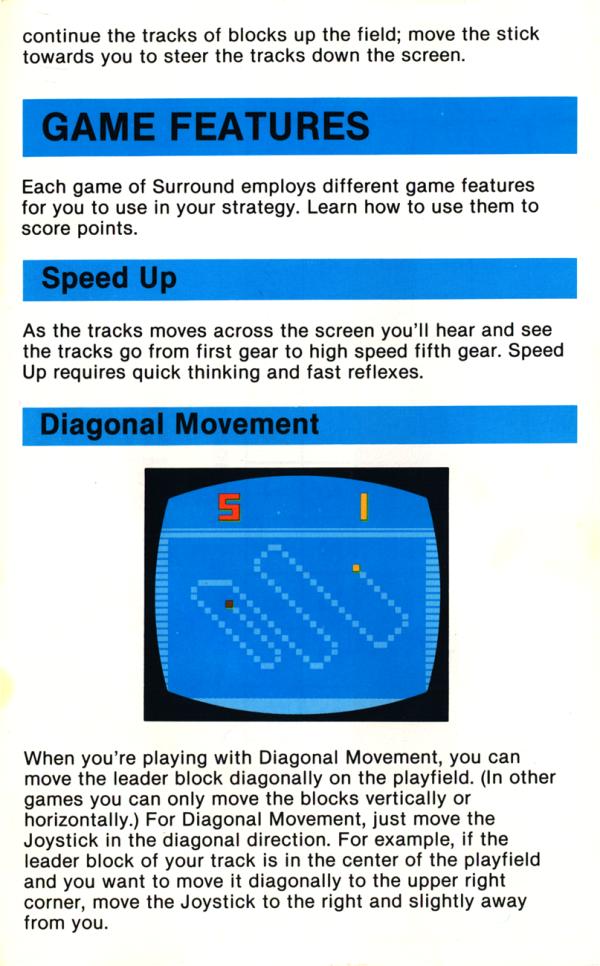 continue the tracks of blocks up the field; move the stick
towards you to steer the tracks down the screen.
GAME FEATURES
Each game of Surround employs different game features
for you to use in your strategy. Learn how to use them to
score points.
Speed Up
As the tracks moves across the screen you'll hear and see
the tracks go from first gear to high speed fifth gear. Speed
Up requires quick thinking and fast reflexes.
Diagonal Movement
5 1
When you're playing with Diagonal Movement, you can
move the leader block diagonally on the playfield. (In other
games you can only move the blocks vertically or
horizontally.) For Diagonal Movement, just move the
Joystick in the diagonal direction. For example, if the
leader block of your track is in the center of the playfield
and you want to move it diagonally to the upper right
corner, move the Joystick to the right and slightly away
from you.